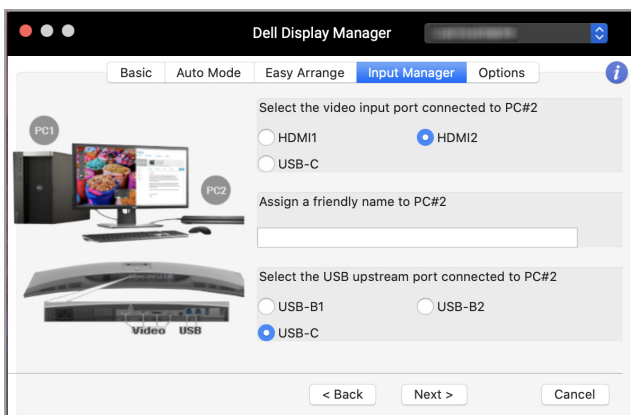 Dell Display Manager
Basic Auto Mode Easy Arrange Input Manager Options i
Select the video input port connected to PC#2
PC1
HDMI1 HDMI2
USB-C
PC2
Assign a friendly name to PC#2
Select the USB upstream port connected to PC#2
USB-B1 USB-B2
Video USB
USB-C
< Back Next > Cancel